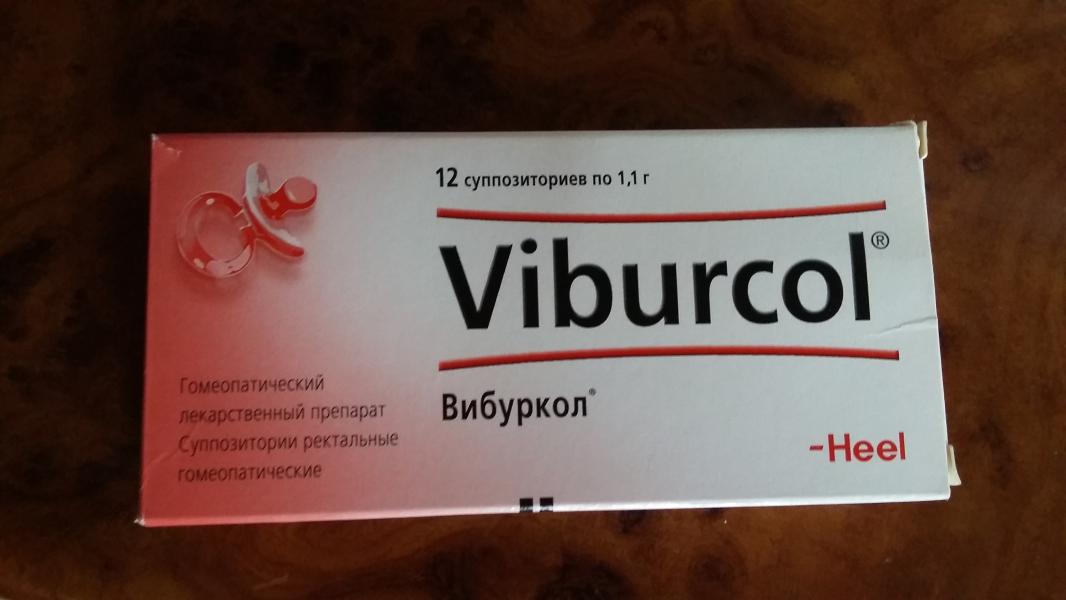 12 суппозиториев по 1,1 г
Viburcol®
Вибуркол®
Гомеопатический
лекарственный препарат
Суппозитории ректальные
гомеопатические
-Heel